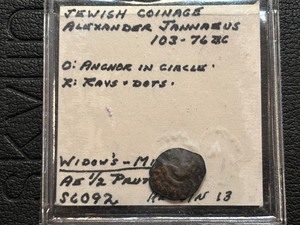 JEWISH COINAGE
ALEXANDER JANNAEUS
103-76 BC
O: ANCHOR IN CIRCLE.
R: RAYS. DOTS.
WIDOW'S-MI
AE 1/2 PRUT
S6092 13